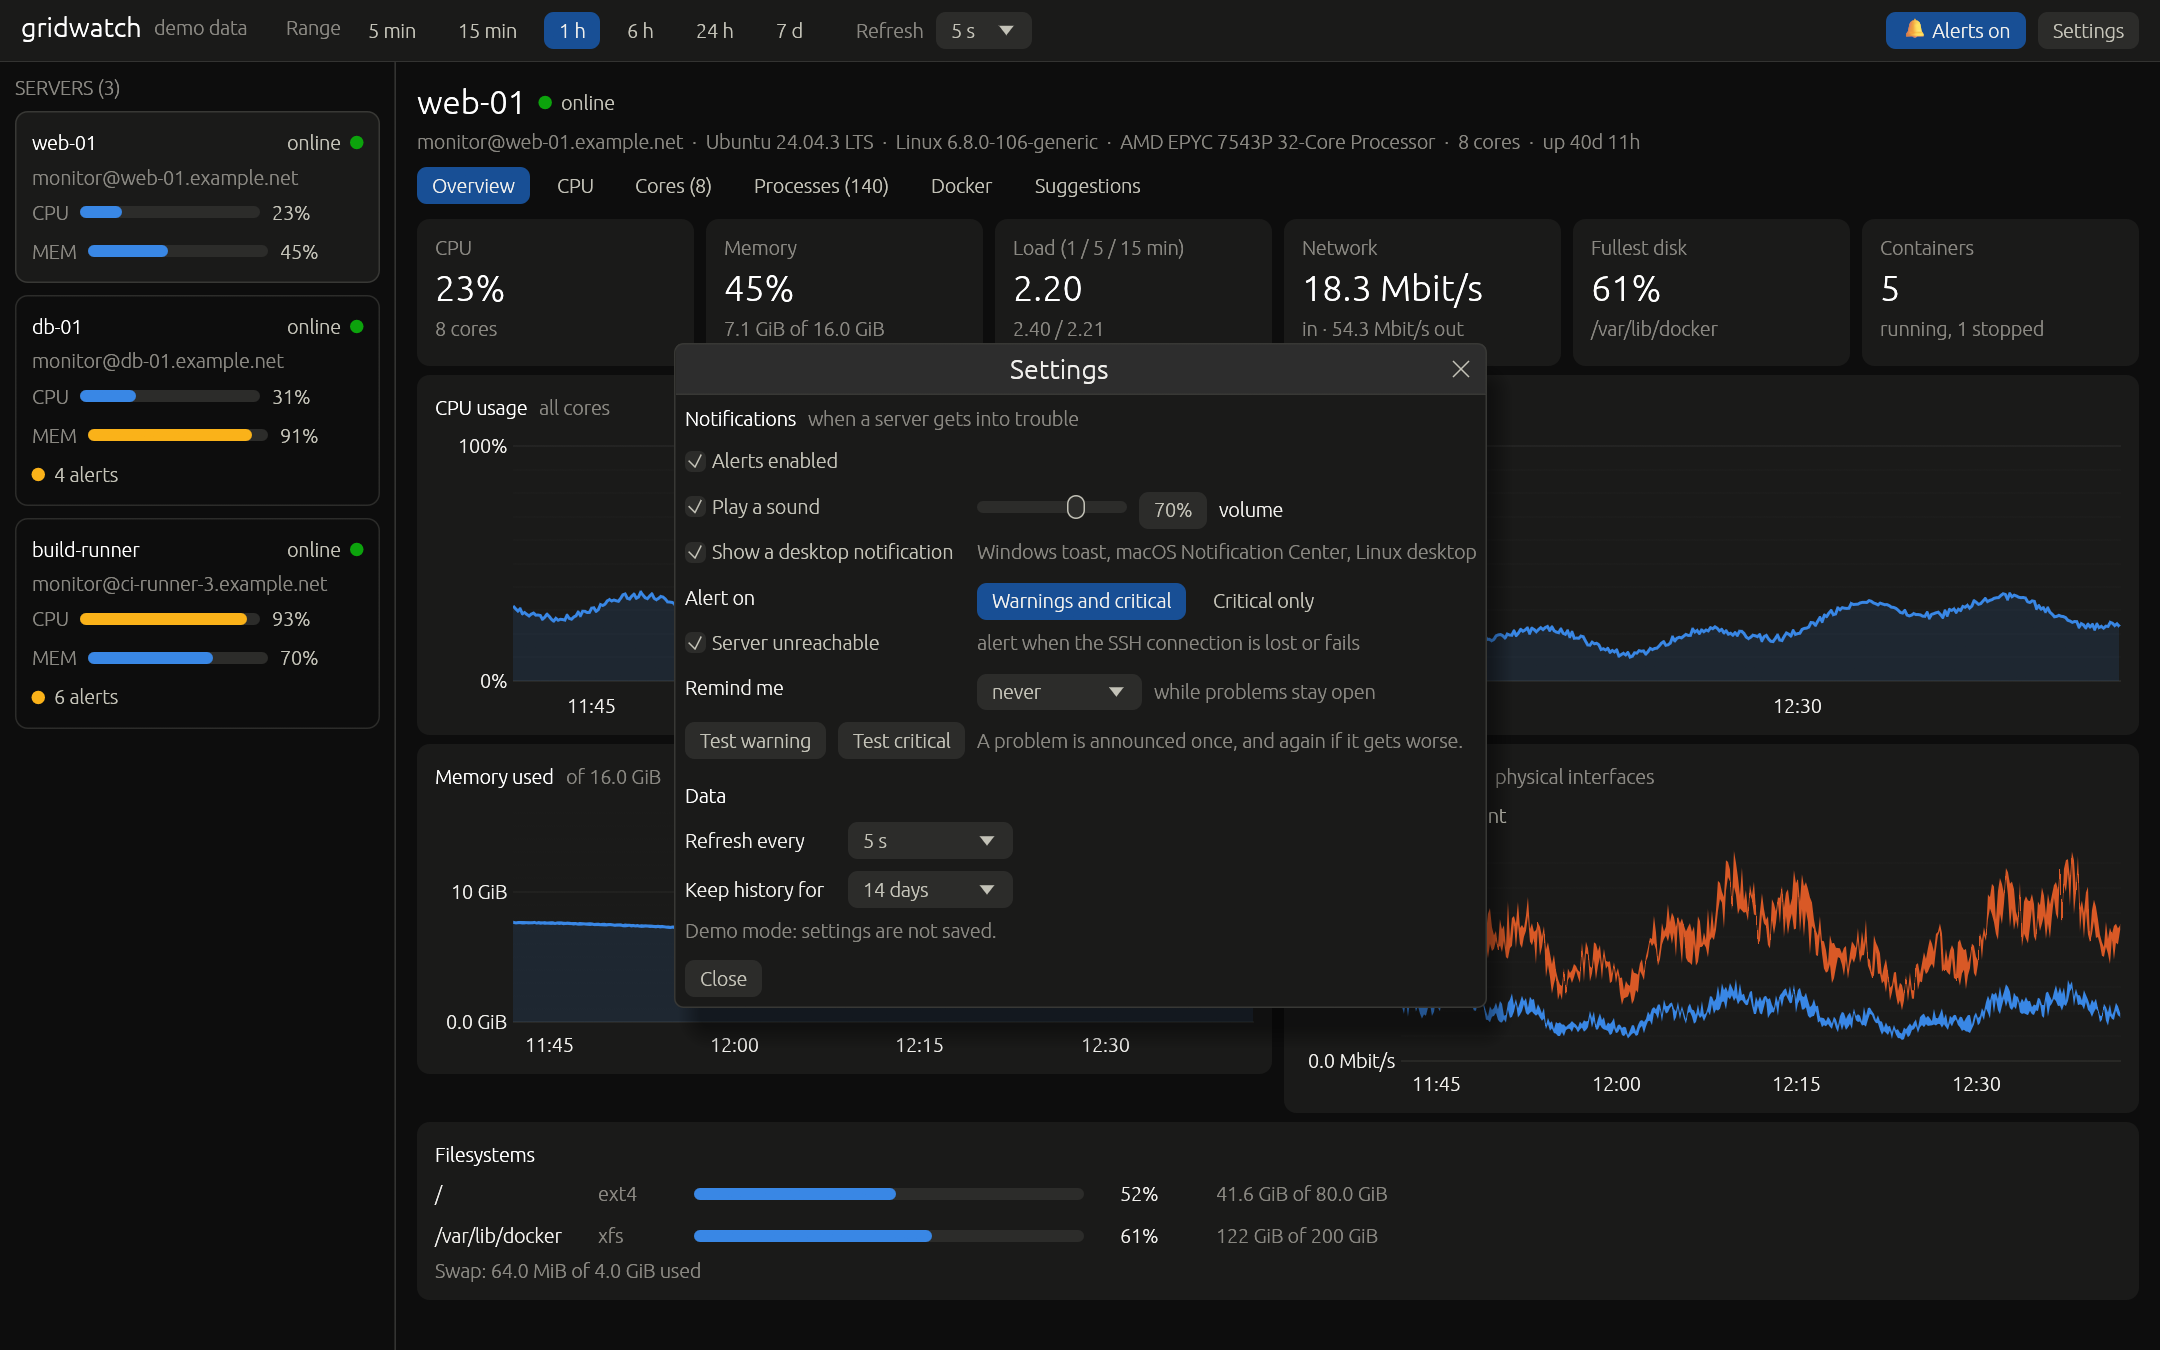 gridwatch demo data Range 5 min 15 min 1 h 6 h 24 h 7 d Refresh 5 s Alerts on Settings
SERVERS (3)
web-01 online
monitor@web-01.example.net
CPU 23%
MEM 45%
db-01 online
monitor@db-01.example.net
CPU 31%
MEM 91%
4 alerts
build-runner online
monitor@ci-runner-3.example.net
CPU 93%
MEM 70%
6 alerts
web-01 online
monitor@web-01.example.net · Ubuntu 24.04.3 LTS · Linux 6.8.0-106-generic · AMD EPYC 7543P 32-Core Processor · 8 cores · up 40d 11h
Overview CPU Cores (8) Processes (140) Docker Suggestions
CPU
23%
8 cores
Memory
45%
7.1 GiB of 16.0 GiB
Load (1 / 5 / 15 min)
2.20
2.40 / 2.21
Network
18.3 Mbit/s
in · 54.3 Mbit/s out
Fullest disk
61%
/var/lib/docker
Containers
5
running, 1 stopped
CPU usage all cores
100%
0%
11:45
12:30
Settings
Notifications when a server gets into trouble
Alerts enabled
Play a sound 70% volume
Show a desktop notification Windows toast, macOS Notification Center, Linux desktop
Alert on Warnings and critical Critical only
Server unreachable alert when the SSH connection is lost or fails
Remind me never while problems stay open
Test warning Test critical A problem is announced once, and again if it gets worse.
Data
Refresh every 5 s
Keep history for 14 days
Demo mode: settings are not saved.
Close
Memory used of 16.0 GiB
10 GiB
0.0 GiB
11:45 12:00 12:15 12:30
physical interfaces
nt
0.0 Mbit/s
11:45 12:00 12:15 12:30
Filesystems
/ ext4 52% 41.6 GiB of 80.0 GiB
/var/lib/docker xfs 61% 122 GiB of 200 GiB
Swap: 64.0 MiB of 4.0 GiB used